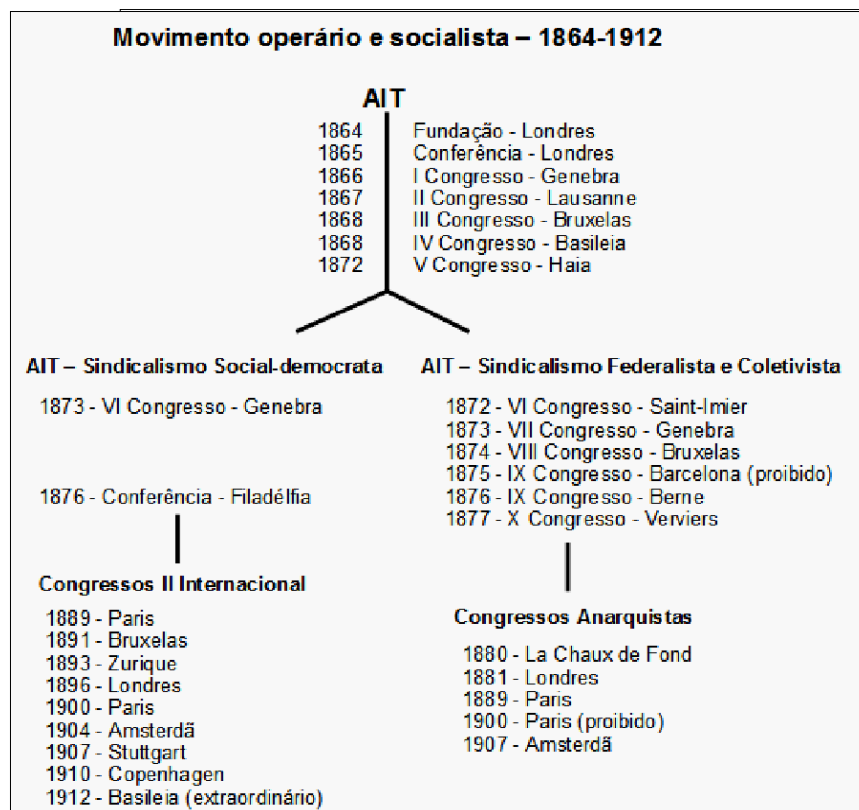 Movimento operário e socialista – 1864-1912
AIT
1864 Fundação - Londres
1865 Conferência - Londres
1866 I Congresso - Genebra
1867 II Congresso - Lausanne
1868 III Congresso - Bruxelas
1868 IV Congresso - Basileia
1872 V Congresso - Haia
AIT – Sindicalismo Social-democrata
1873 - VI Congresso - Genebra
1876 - Conferência - Filadélfia
Congressos II Internacional
1889 - Paris
1891 - Bruxelas
1893 - Zurique
1896 - Londres
1900 - Paris
1904 - Amsterdã
1907 - Stuttgart
1910 - Copenhagen
1912 - Basileia (extraordinário)
AIT – Sindicalismo Federalista e Coletivista
1872 - VI Congresso - Saint-Imier
1873 - VII Congresso - Genebra
1874 - VIII Congresso - Bruxelas
1875 - IX Congresso - Barcelona (proibido)
1876 - IX Congresso - Berne
1877 - X Congresso - Verviers
Congressos Anarquistas
1880 - La Chaux de Fond
1881 - Londres
1889 - Paris
1900 - Paris (proibido)
1907 - Amsterdã